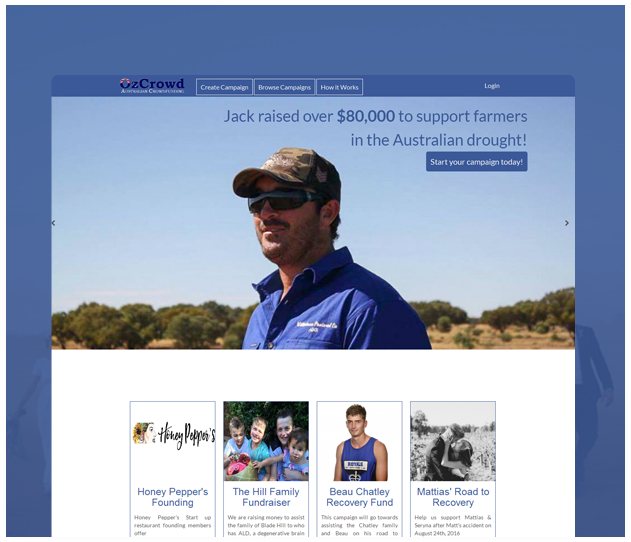 OzCrowd
AUSTRALIAN CROWDFUNDING
Create Campaign
Browse Campaigns
How it Works
Login
Jack raised over $80,000 to support farmers
in the Australian drought!
Start your campaign today!
Honey Pepper's
Honey Pepper's
Founding
Honey Pepper's Start up
restaurant founding members
offer
The Hill Family
Fundraiser
We are raising money to assist
the family of Blade Hill to who
has ALD, a degenerative brain
ROYALS
Beau Chatley
Recovery Fund
This campaign will go towards
assisting the Chatley family
and Beau on his road to
Mattias' Road to
Recovery
Help us support Mattias &
Seryna after Matt's accident on
August 24th, 2016